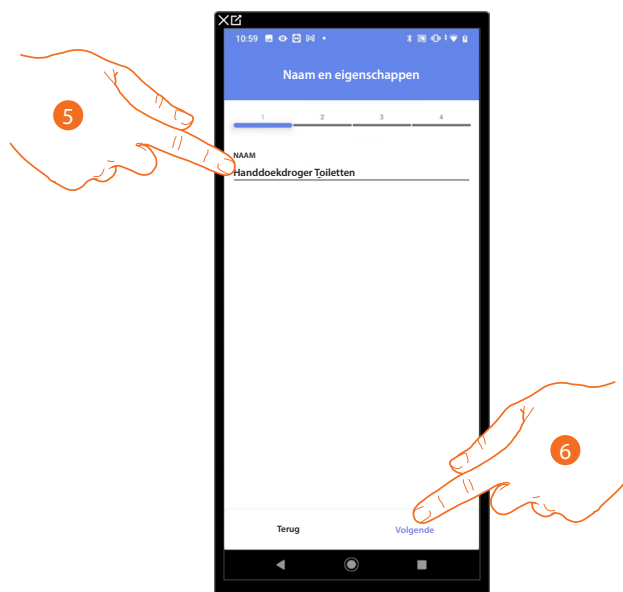 10:59
Naam en eigenschappen
1 2 3 4
NAAM
Handdoekdroger Toiletten
5
6
Terug Volgende